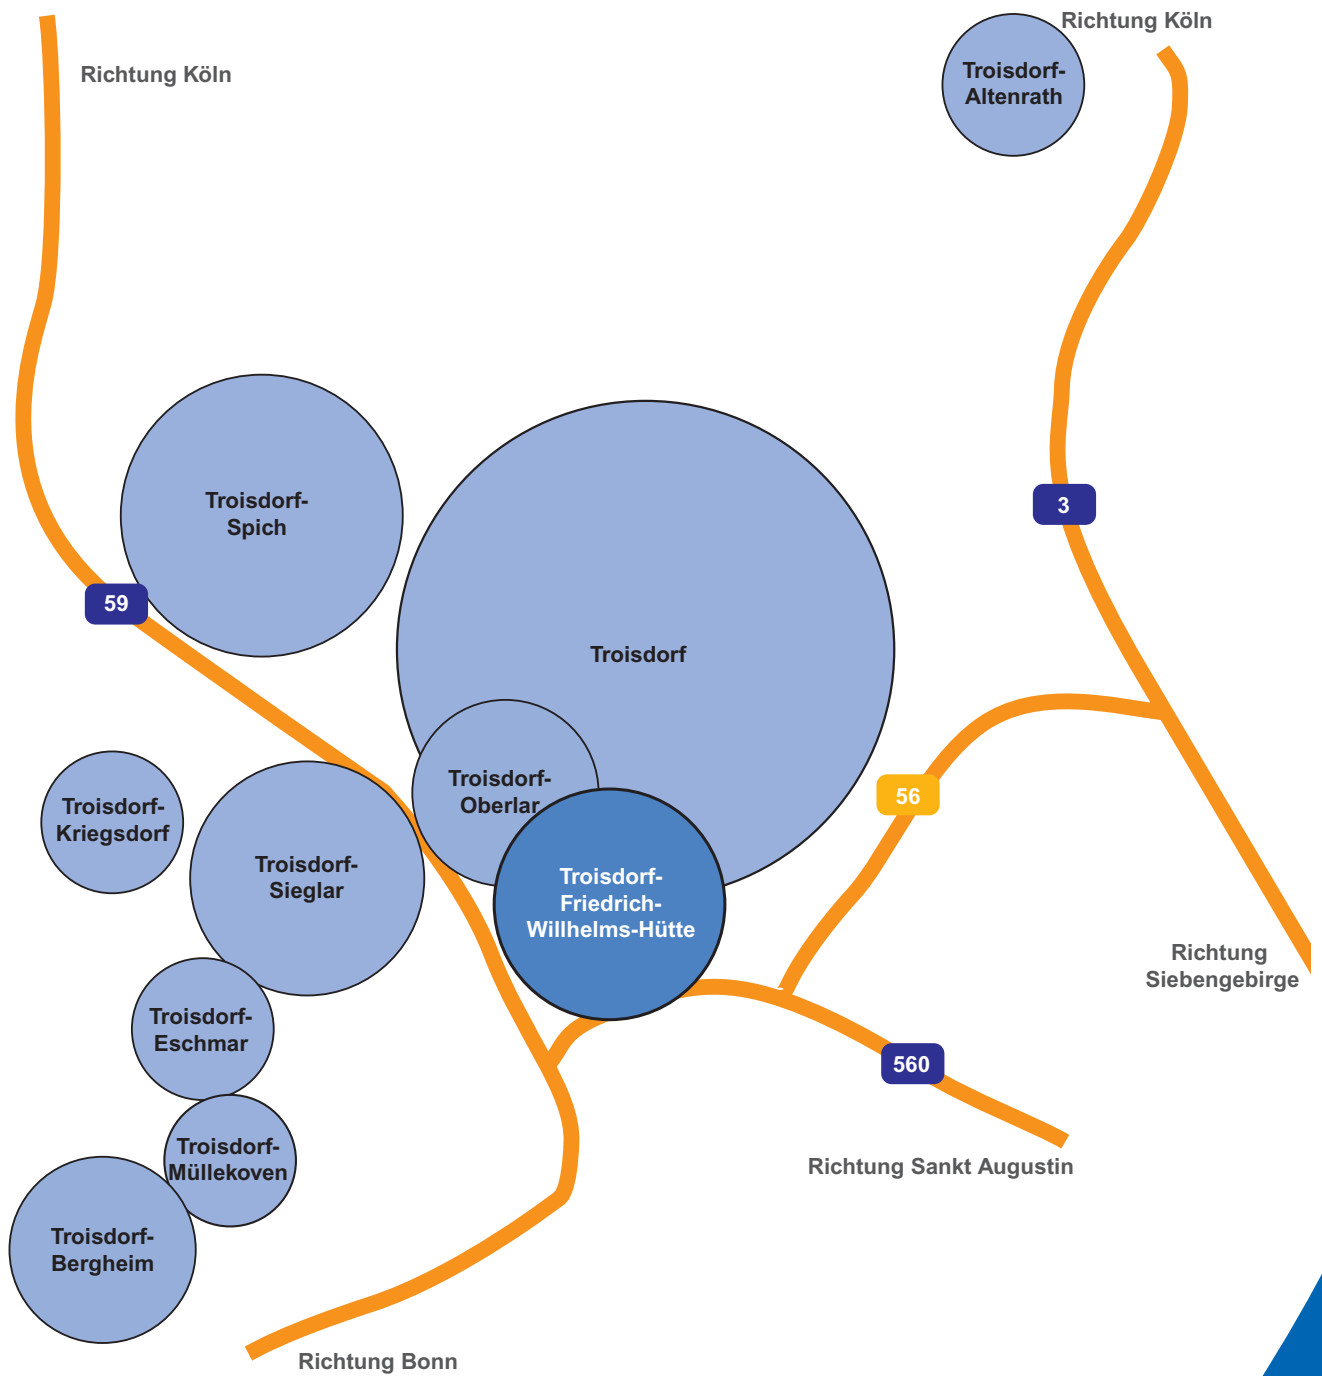 Richtung Köln
Troisdorf-
Altenrath
Richtung Köln
Troisdorf-
Spich
3
59
Troisdorf
Troisdorf-
Oberlar
56
Troisdorf-
Kriegsdorf
Troisdorf-
Sieglar
Troisdorf-
Friedrich-
Willhelms-Hütte
Richtung
Siebengebirge
Troisdorf-
Eschmar
560
Troisdorf-
Müllekoven
Richtung Sankt Augustin
Troisdorf-
Bergheim
Richtung Bonn